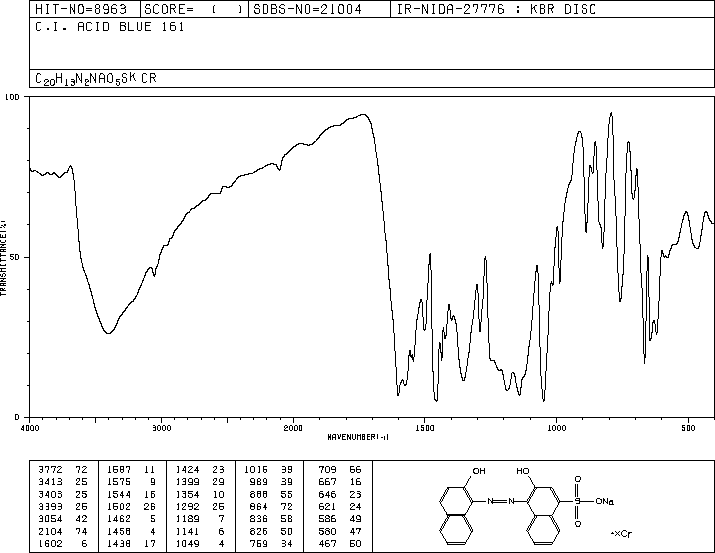 HIT-NO=8963 SCORE= ( ) SDBS-NO=21004 IR-NIDA-27776 : KBR DISC
C.I. ACID BLUE 161
C20H13N2NAO5SK CR
100
TRANSMITTANCE(%)
50
0
4000 3000 2000 1500 1000 500
WAVENUMBER(-1)
3772 72 1587 11 1424 23 1016 39 709 66
3413 25 1575 9 1399 29 989 39 667 16
3403 25 1544 16 1354 10 888 55 646 23
3393 25 1502 26 1292 25 864 72 621 24
3054 42 1462 5 1189 7 836 58 586 49
2104 74 1458 4 1141 6 826 50 580 47
1602 6 1438 17 1049 4 759 34 467 50
OH HO
N=N
O
S ONa
O
*xCr